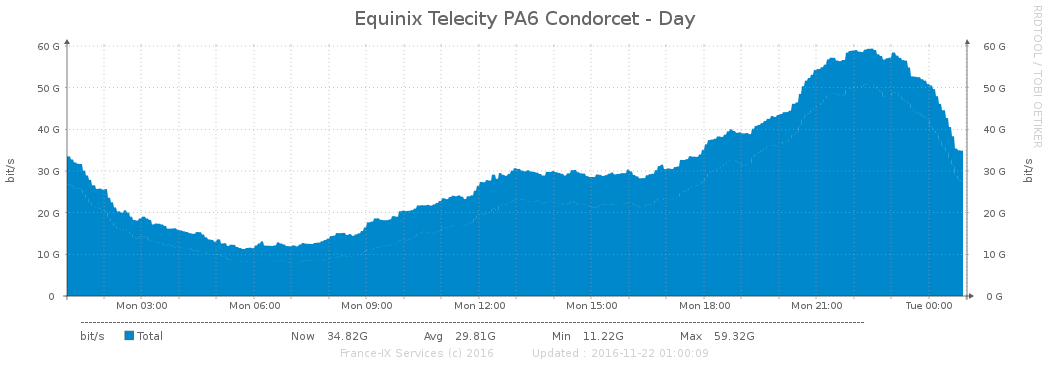 Equinix Telecity PA6 Condorcet - Day
RRDTOOL / TOBI OETIKER
60 G 60 G
50 G 50 G
40 G 40 G
30 G 30 G
20 G 20 G
10 G 10 G
0 0 G
bit/s bit/s
Mon 03:00 Mon 06:00 Mon 09:00 Mon 12:00 Mon 15:00 Mon 18:00 Mon 21:00 Tue 00:00
bit/s Total Now 34.82G Avg 29.81G Min 11.22G Max 59.32G
France-IX Services (c) 2016 Updated : 2016-11-22 01:00:09